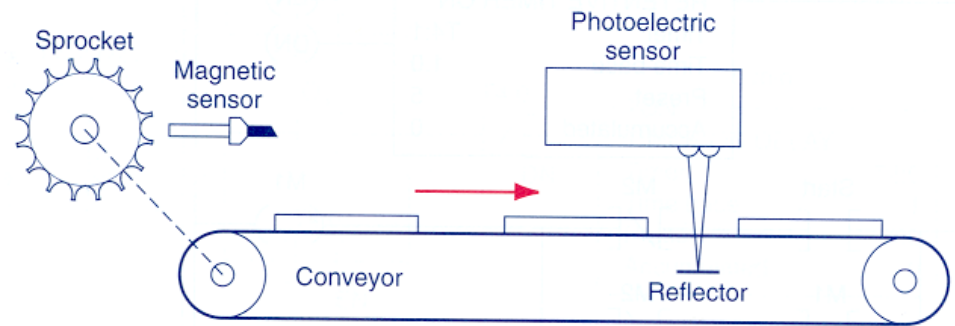 Sprocket
Magnetic
sensor
Photoelectric
sensor
Conveyor
Reflector